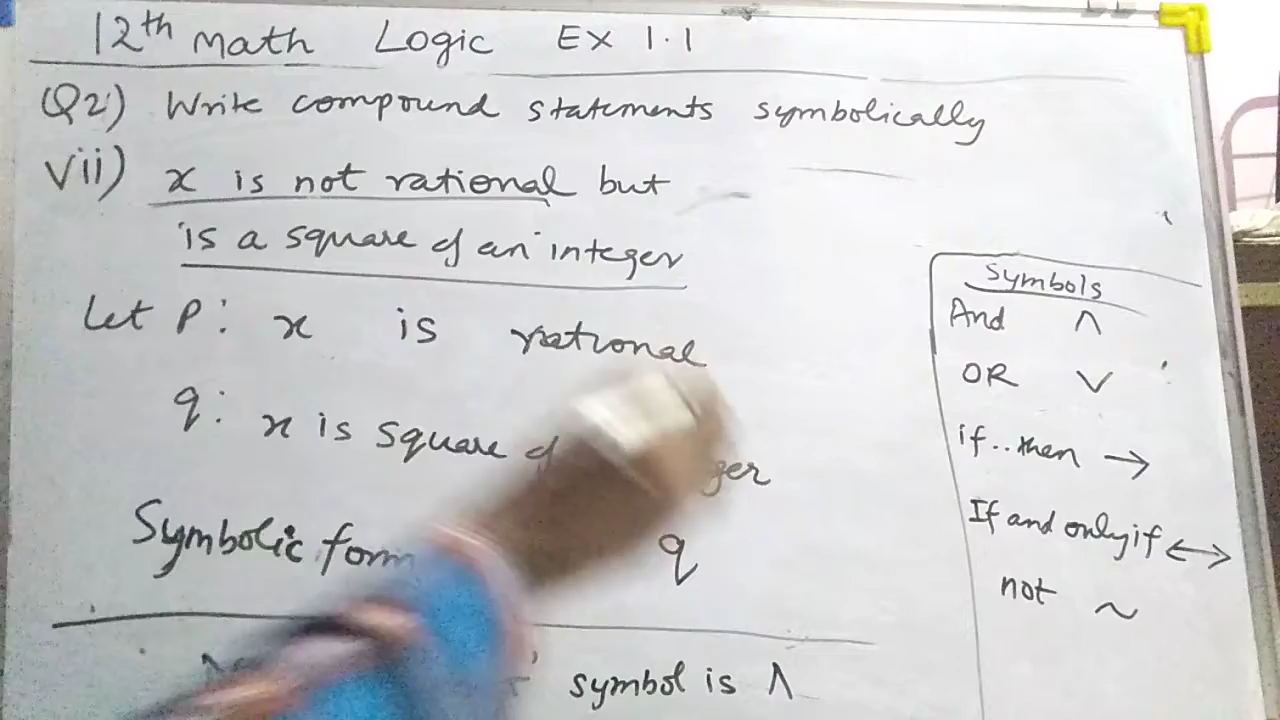 12th Math Logic Ex 1.1
Q2) Write compound statements symbolically
vii) x is not rational but
is a square of an integer
Let p: x is rational
q: x is square of
Symbolic form q
symbol is ∧
Symbols
And ∧
OR ∨
if..then →
If and only if ↔
not ~